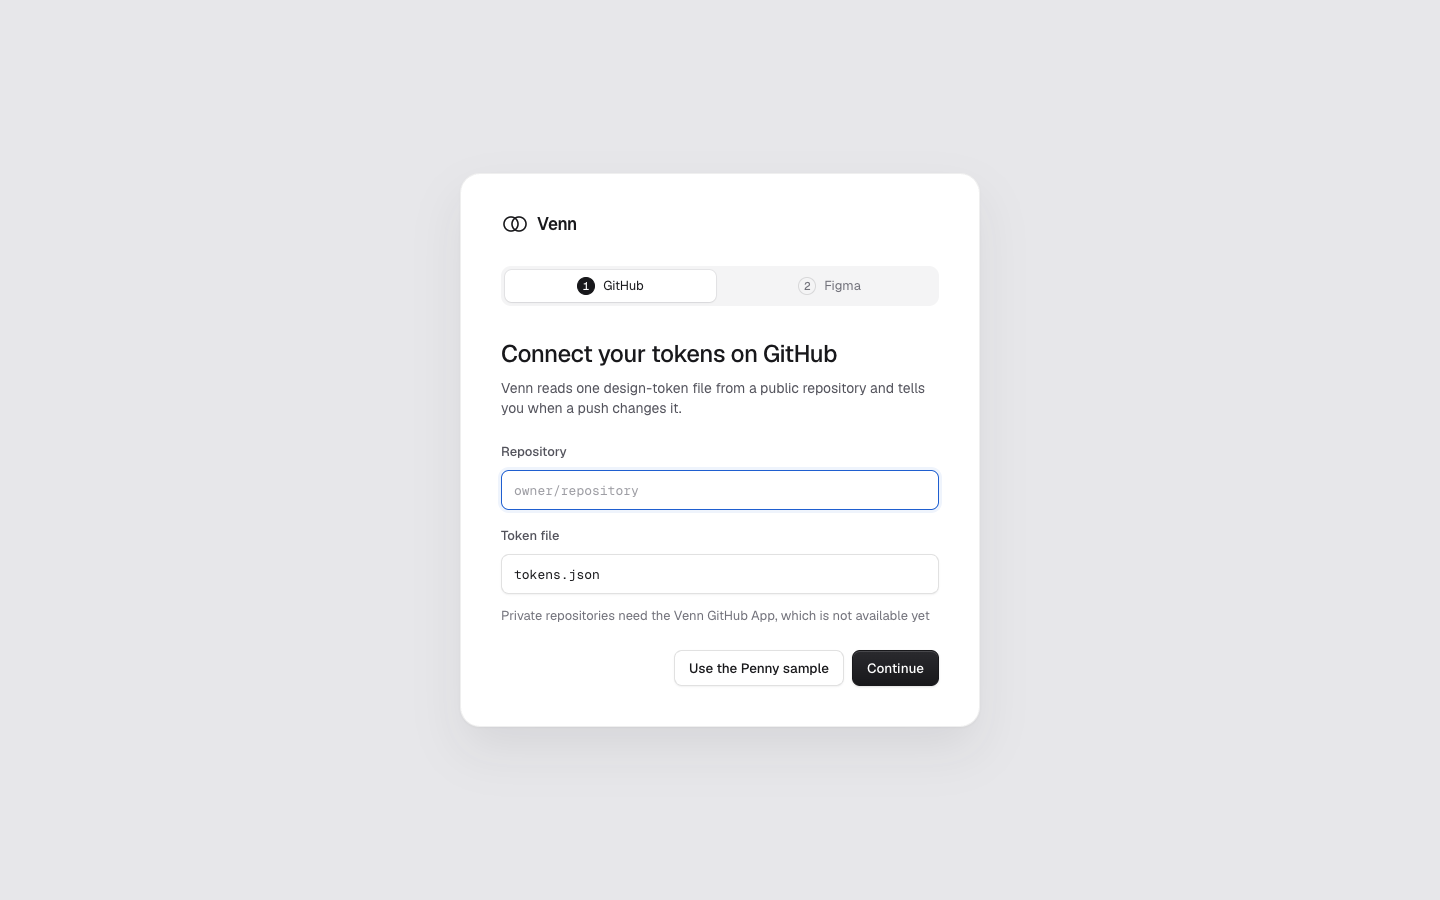 Venn
1 GitHub
2 Figma
Connect your tokens on GitHub
Venn reads one design-token file from a public repository and tells
you when a push changes it.
Repository
owner/repository
Token file
tokens.json
Private repositories need the Venn GitHub App, which is not available yet
Use the Penny sample
Continue